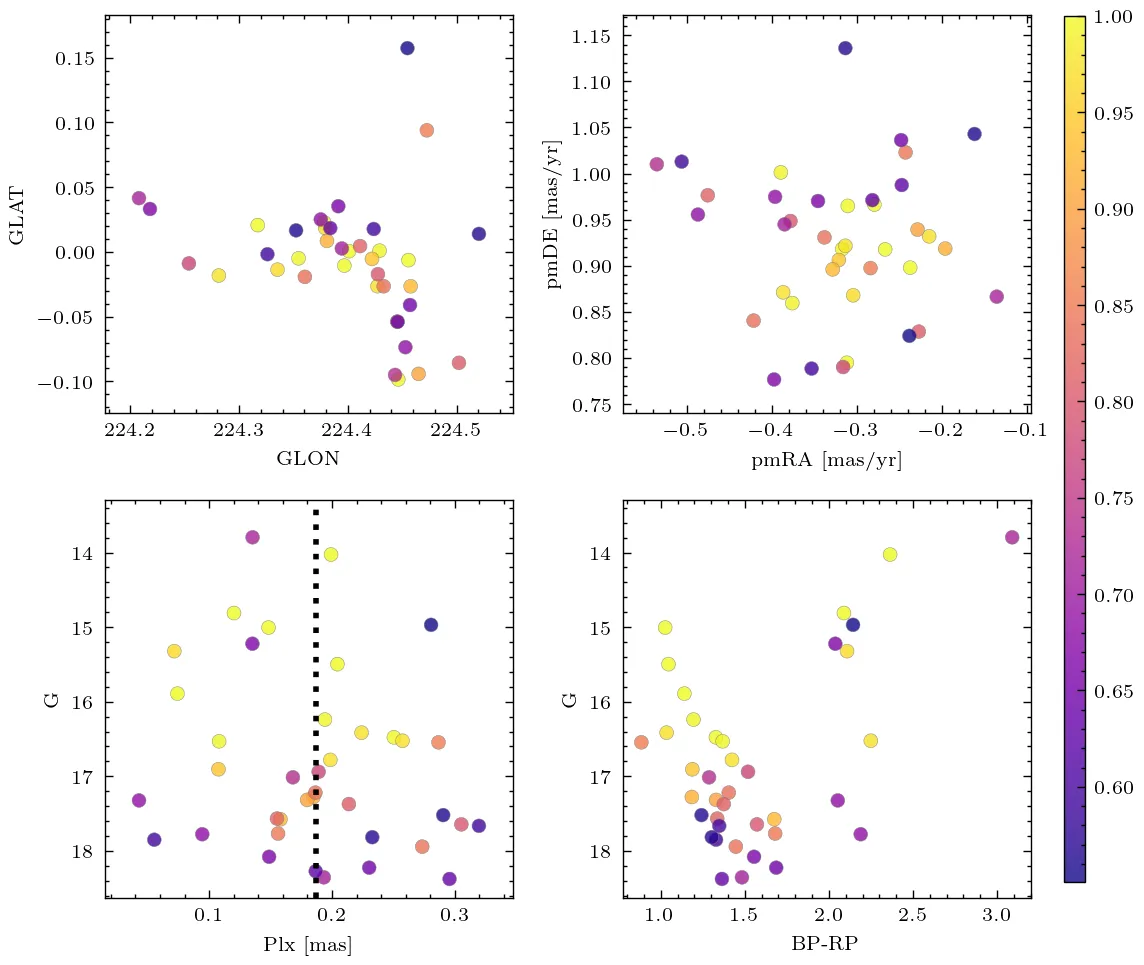 0.15
0.10
0.05
0.00
−0.05
−0.10
GLAT
224.2 224.3 224.4 224.5
GLON
1.15
1.10
1.05
1.00
0.95
0.90
0.85
0.80
0.75
pmDE [mas/yr]
−0.5 −0.4 −0.3 −0.2 −0.1
pmRA [mas/yr]
14
15
16
17
18
G
0.1 0.2 0.3
Plx [mas]
14
15
16
17
18
G
1.0 1.5 2.0 2.5 3.0
BP-RP
1.00
0.95
0.90
0.85
0.80
0.75
0.70
0.65
0.60